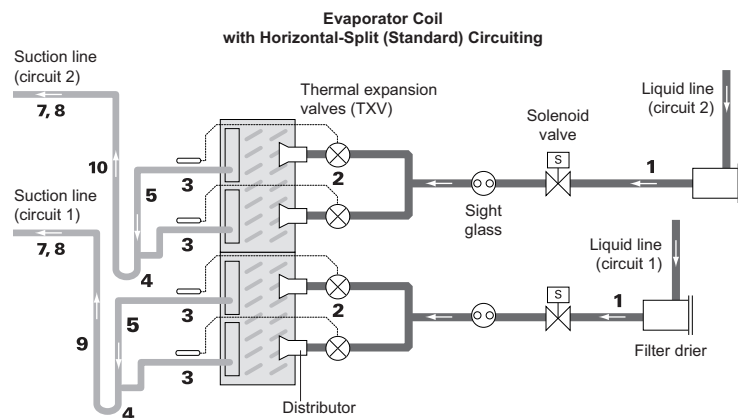 Evaporator Coil
with Horizontal-Split (Standard) Circuiting
Suction line
(circuit 2)
7, 8
Thermal expansion
valves (TXV)
Solenoid
valve
Liquid line
(circuit 2)
S
10
5
3
2
1
Sight
glass
Suction line
(circuit 1)
7, 8
3
4
Liquid line
(circuit 1)
S
9
5
3
2
1
3
4
Filter drier
Distributor